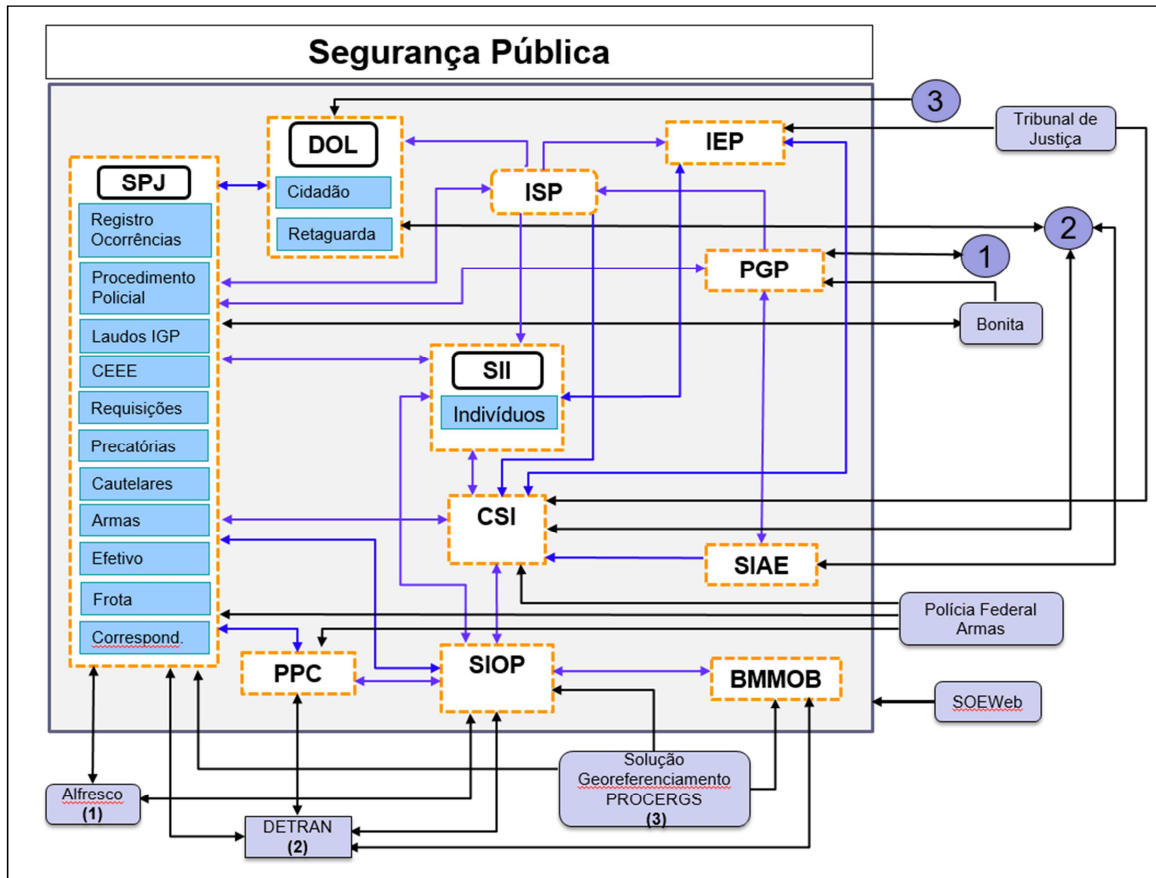 Segurança Pública
3
Tribunal de
Justiça
DOL
IEP
SPJ
Cidadão
ISP
Registro
Ocorrências
Retaguarda
2
1
PGP
Procedimento
Policial
Laudos IGP
Bonita
CEEE
SII
Requisições
Indivíduos
Precatórias
Cautelares
Armas
CSI
Efetivo
SIAE
Frota
Polícia Federal
Armas
Correspond.
PPC
SIOP
BMMOB
SOEWeb
Solução
Georeferenciamento
PROCERGS
(3)
Alfresco
(1)
DETRAN
(2)